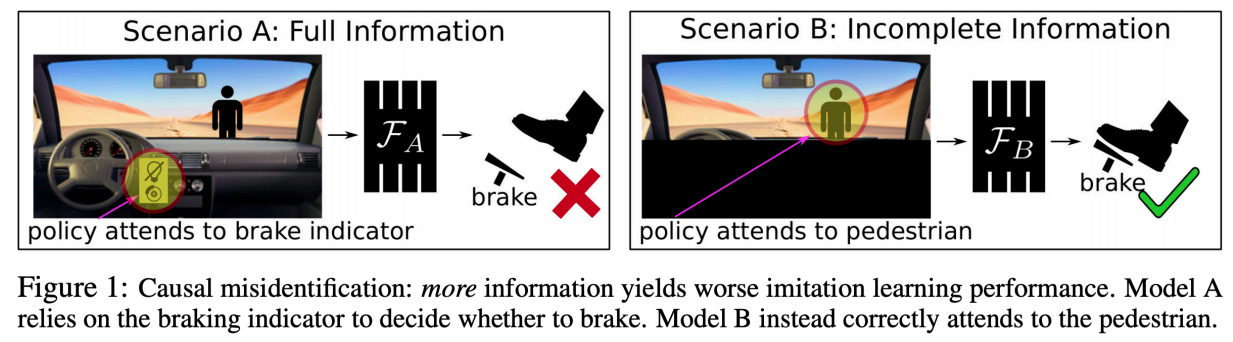 Scenario A: Full Information
F_A
brake
policy attends to brake indicator
Scenario B: Incomplete Information
F_B
brake
policy attends to pedestrian
Figure 1: Causal misidentification: more information yields worse imitation learning performance. Model A
relies on the braking indicator to decide whether to brake. Model B instead correctly attends to the pedestrian.